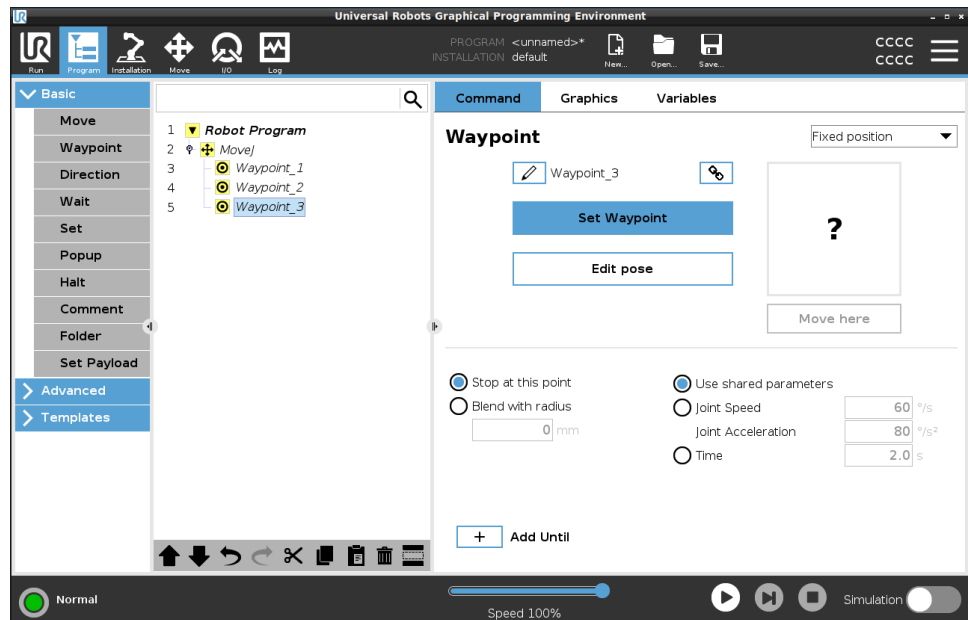 Universal Robots Graphical Programming Environment
PROGRAM <unnamed>*
INSTALLATION default
UR
Run
Program
Installation
Move
I/O
Log
New...
Open...
Save...
CCCC
CCCC
Basic
Move
Waypoint
Direction
Wait
Set
Popup
Halt
Comment
Folder
Set Payload
Advanced
Templates
1 Robot Program
2 MoveJ
3 Waypoint_1
4 Waypoint_2
5 Waypoint_3
Command Graphics Variables
Waypoint
Fixed position
Waypoint_3
Set Waypoint
Edit pose
?
Move here
Stop at this point
Blend with radius
0 mm
Use shared parameters
Joint Speed 60 °/s
Joint Acceleration 80 °/s²
Time 2.0 s
+ Add Until
Normal
Speed 100%
Simulation